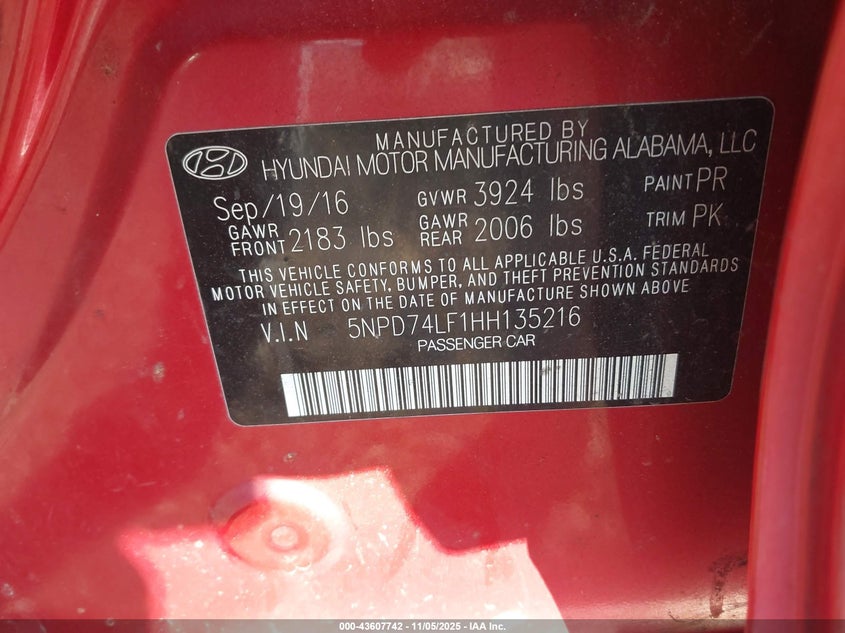 MANUFACTURED BY
HYUNDAI MOTOR MANUFACTURING ALABAMA, LLC
Sep/19/16 GVWR 3924 lbs PAINT PR
GAWR FRONT 2183 lbs GAWR REAR 2006 lbs TRIM PK
THIS VEHICLE CONFORMS TO ALL APPLICABLE U.S.A. FEDERAL
MOTOR VEHICLE SAFETY, BUMPER, AND THEFT PREVENTION STANDARDS
IN EFFECT ON THE DATE OF MANUFACTURE SHOWN ABOVE
V.I.N 5NPD74LF1HH135216
PASSENGER CAR
000-43607742 - 11/05/2025 - IAA Inc.